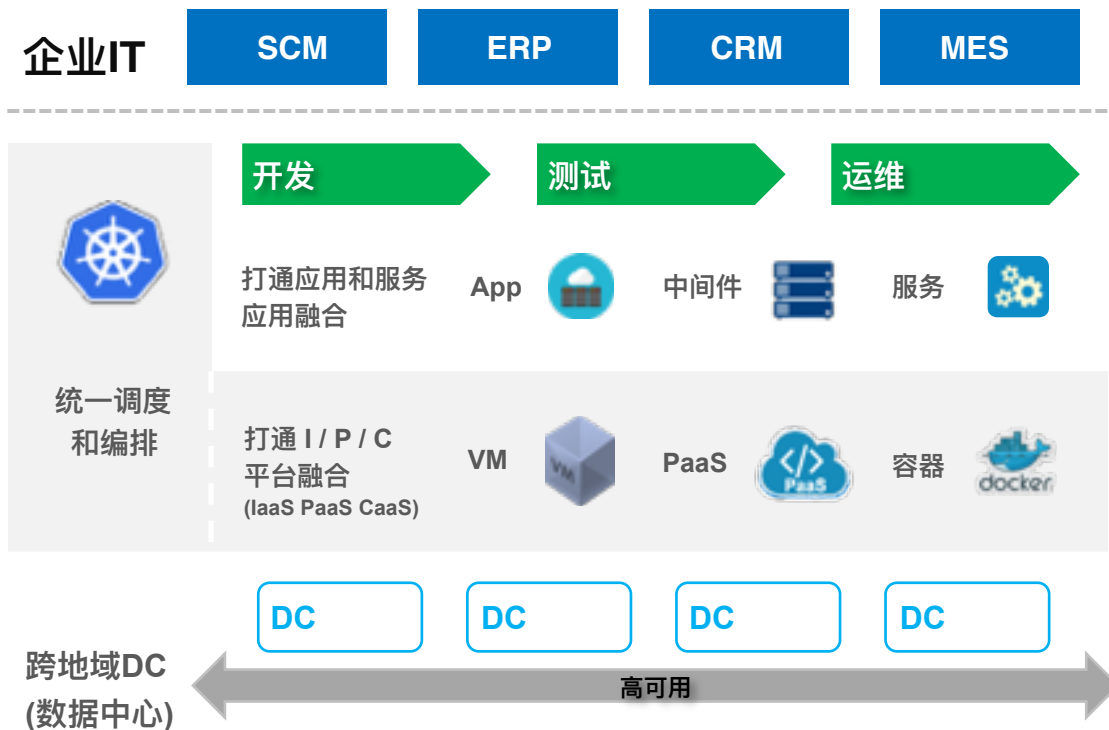 企业IT
SCM
ERP
CRM
MES
开发
测试
运维
打通应用和服务
应用融合
App
中间件
服务
统一调度
和编排
打通 I / P / C
平台融合
(IaaS PaaS CaaS)
VM
VM
PaaS
PaaS
容器
docker
DC
DC
DC
DC
跨地域DC
(数据中心)
高可用